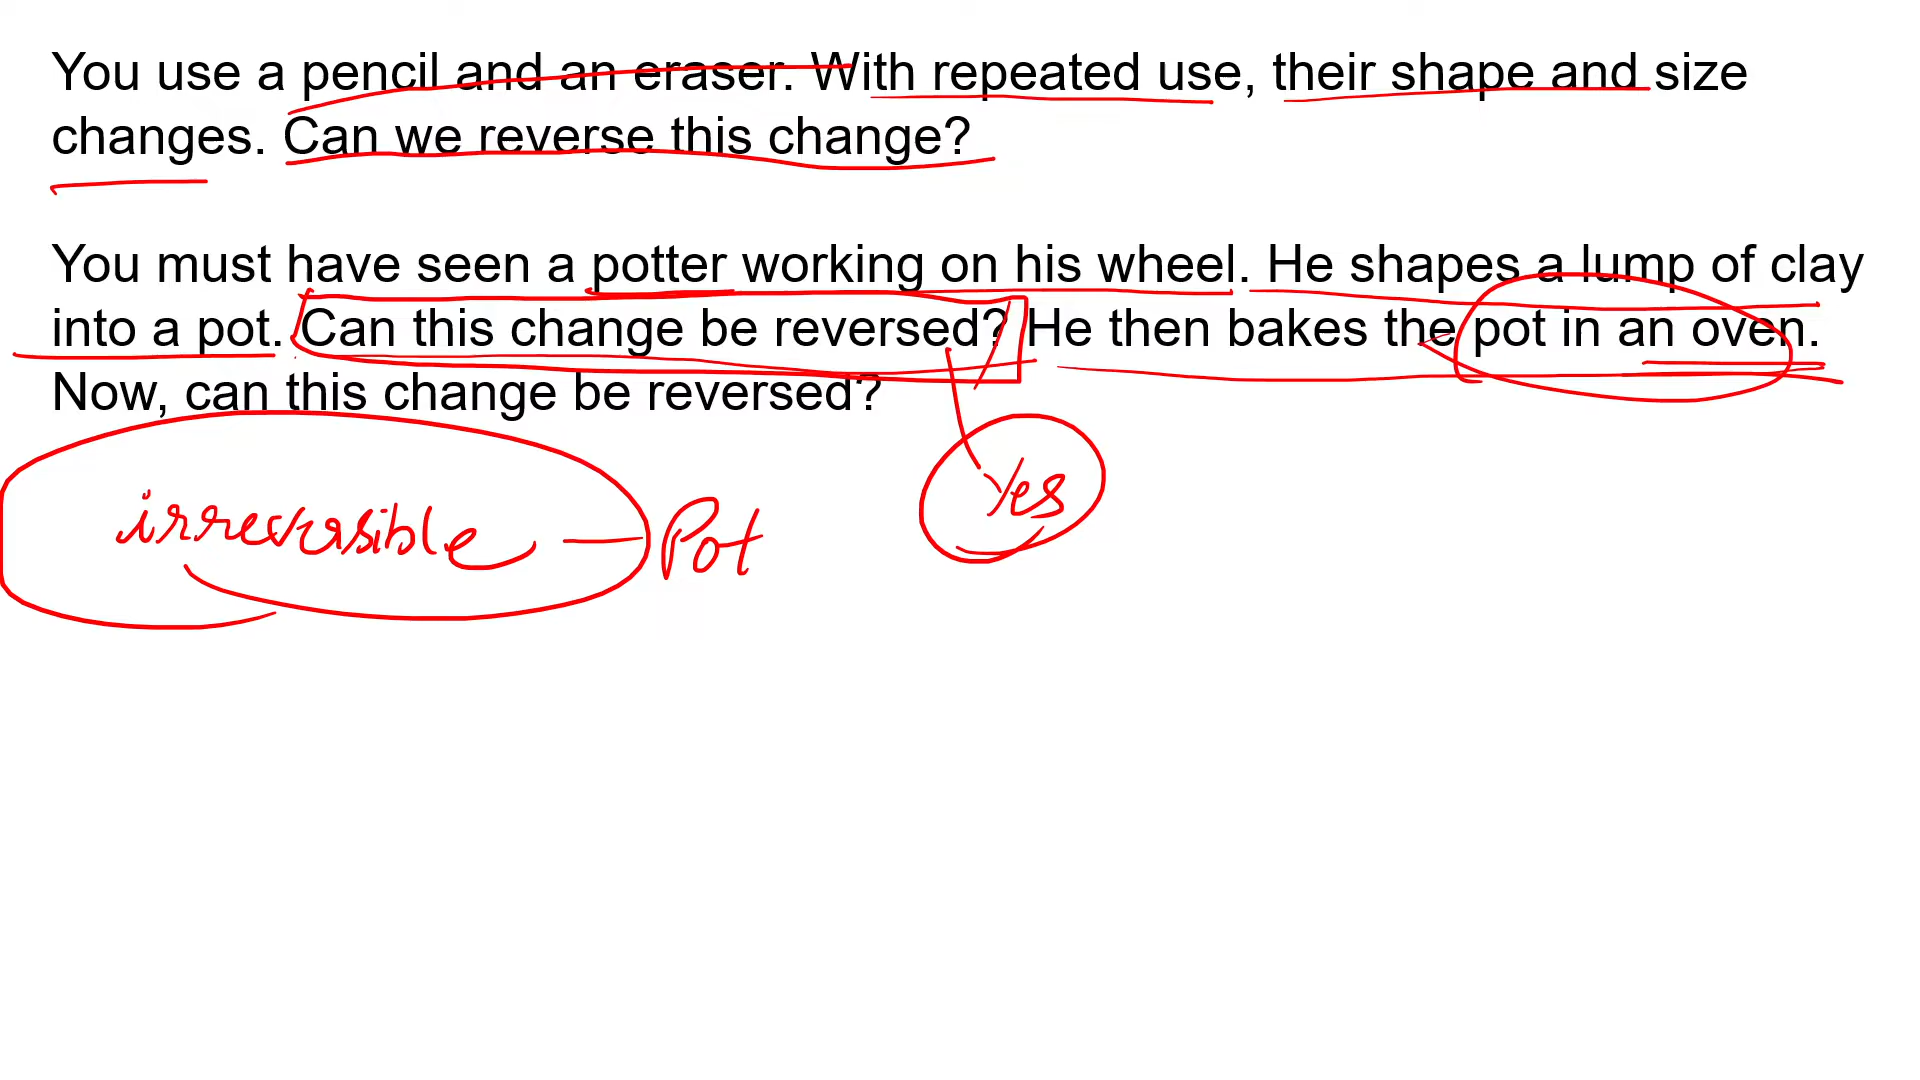 You use a pencil and an eraser. With repeated use, their shape and size
changes. Can we reverse this change?
You must have seen a potter working on his wheel. He shapes a lump of clay
into a pot. Can this change be reversed? He then bakes the pot in an oven.
Now, can this change be reversed?
Yes
irreversible — Pot